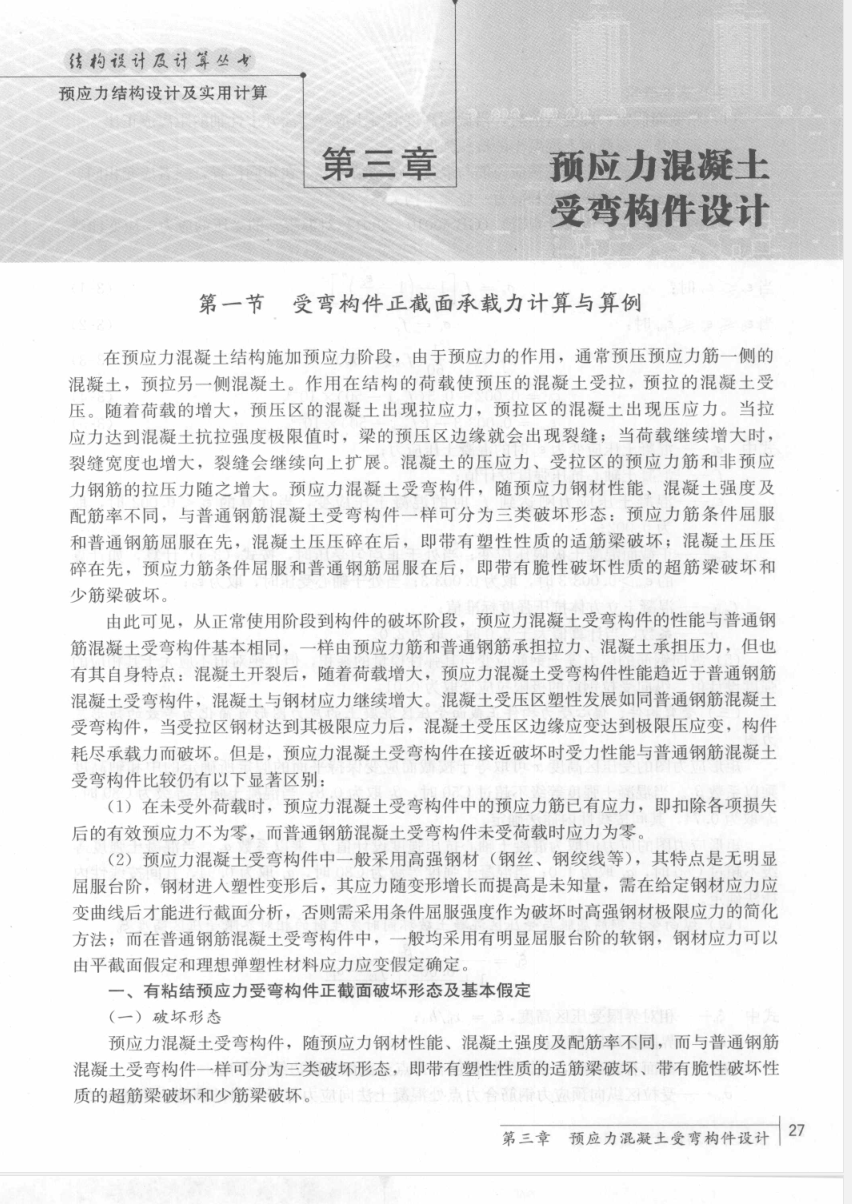 结构设计及计算丛书
预应力结构设计及实用计算
第三章
预应力混凝土
受弯构件设计
第一节 受弯构件正截面承载力计算与算例
在预应力混凝土结构施加预应力阶段，由于预应力的作用，通常预压预应力筋一侧的
混凝土，预拉另一侧混凝土。作用在结构的荷载使预压的混凝土受拉，预拉的混凝土受
压。随着荷载的增大，预压区的混凝土出现拉应力，预拉区的混凝土出现压应力。当拉
应力达到混凝土抗拉强度极限值时，梁的预压区边缘就会出现裂缝；当荷载继续增大时，
裂缝宽度也增大，裂缝会继续向上扩展。混凝土的压应力、受拉区的预应力筋和非预应
力钢筋的拉压力随之增大。预应力混凝土受弯构件，随预应力钢材性能、混凝土强度及
配筋率不同，与普通钢筋混凝土受弯构件一样可分为三类破坏形态：预应力筋条件屈服
和普通钢筋屈服在先，混凝土压压碎在后，即带有塑性性质的适筋梁破坏；混凝土压压
碎在先，预应力筋条件屈服和普通钢筋屈服在后，即带有脆性破坏性质的超筋梁破坏和
少筋梁破坏。
由此可见，从正常使用阶段到构件的破坏阶段，预应力混凝土受弯构件的性能与普通钢
筋混凝土受弯构件基本相同，一样由预应力筋和普通钢筋承担拉力、混凝土承担压力，但也
有其自身特点：混凝土开裂后，随着荷载增大，预应力混凝土受弯构件性能趋近于普通钢筋
混凝土受弯构件，混凝土与钢材应力继续增大。混凝土受压区塑性发展如同普通钢筋混凝土
受弯构件，当受拉区钢材达到其极限应力后，混凝土受压区边缘应变达到极限压应变，构件
耗尽承载力而破坏。但是，预应力混凝土受弯构件在接近破坏时受力性能与普通钢筋混凝土
受弯构件比较仍有以下显著区别：
（1）在未受外荷载时，预应力混凝土受弯构件中的预应力筋已有应力，即扣除各项损失
后的有效预应力不为零，而普通钢筋混凝土受弯构件未受荷载时应力为零。
（2）预应力混凝土受弯构件中一般采用高强钢材（钢丝、钢绞线等），其特点是无明显
屈服台阶，钢材进入塑性变形后，其应力随变形增长而提高是未知量，需在给定钢材应力应
变曲线后才能进行截面分析，否则需采用条件屈服强度作为破坏时高强钢材极限应力的简化
方法；而在普通钢筋混凝土受弯构件中，一般均采用有明显屈服台阶的软钢，钢材应力可以
由平截面假定和理想弹塑性材料应力应变假定确定。
一、有粘结预应力受弯构件正截面破坏形态及基本假定
（一）破坏形态
预应力混凝土受弯构件，随预应力钢材性能、混凝土强度及配筋率不同，而与普通钢筋
混凝土受弯构件一样可分为三类破坏形态，即带有塑性性质的适筋梁破坏、带有脆性破坏性
质的超筋梁破坏和少筋梁破坏。
第三章 预应力混凝土受弯构件设计 27